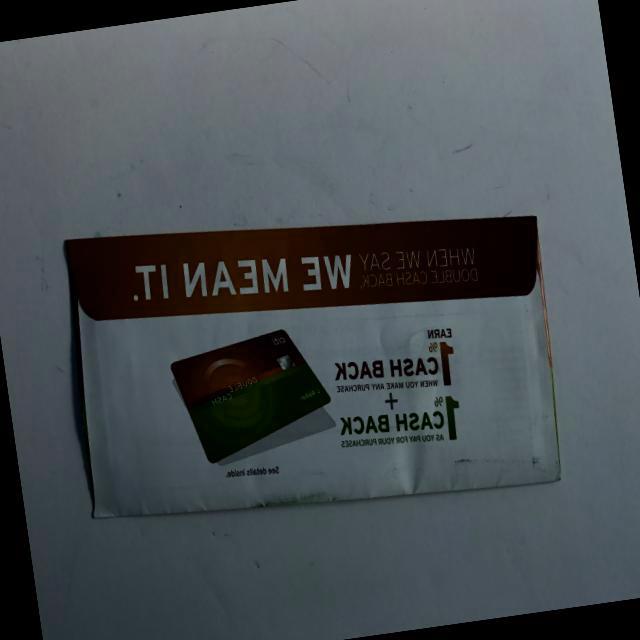 WHEN WE SAY
DOUBLE CASH BACK
WE MEAN IT.
EARN
1%
CASH BACK
WHEN YOU MAKE ANY PURCHASE
+
1%
CASH BACK
AS YOU PAY FOR YOUR PURCHASES
citi
See details inside